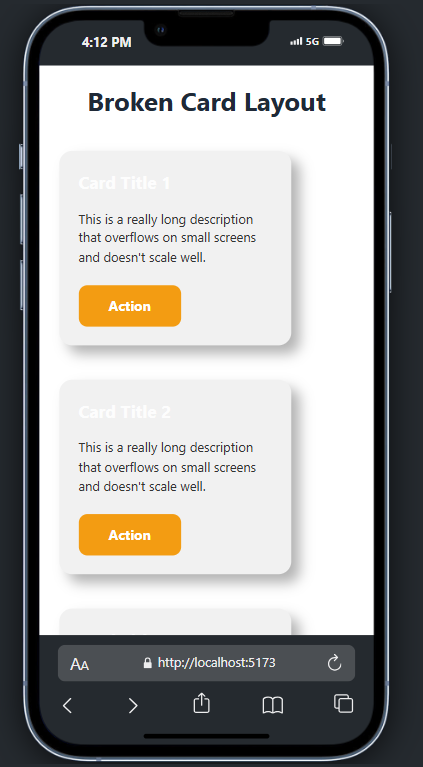 4:12 PM
5G
Broken Card Layout
Card Title 1
This is a really long description
that overflows on small screens
and doesn't scale well.
Action
Card Title 2
This is a really long description
that overflows on small screens
and doesn't scale well.
Action
AA
http://localhost:5173